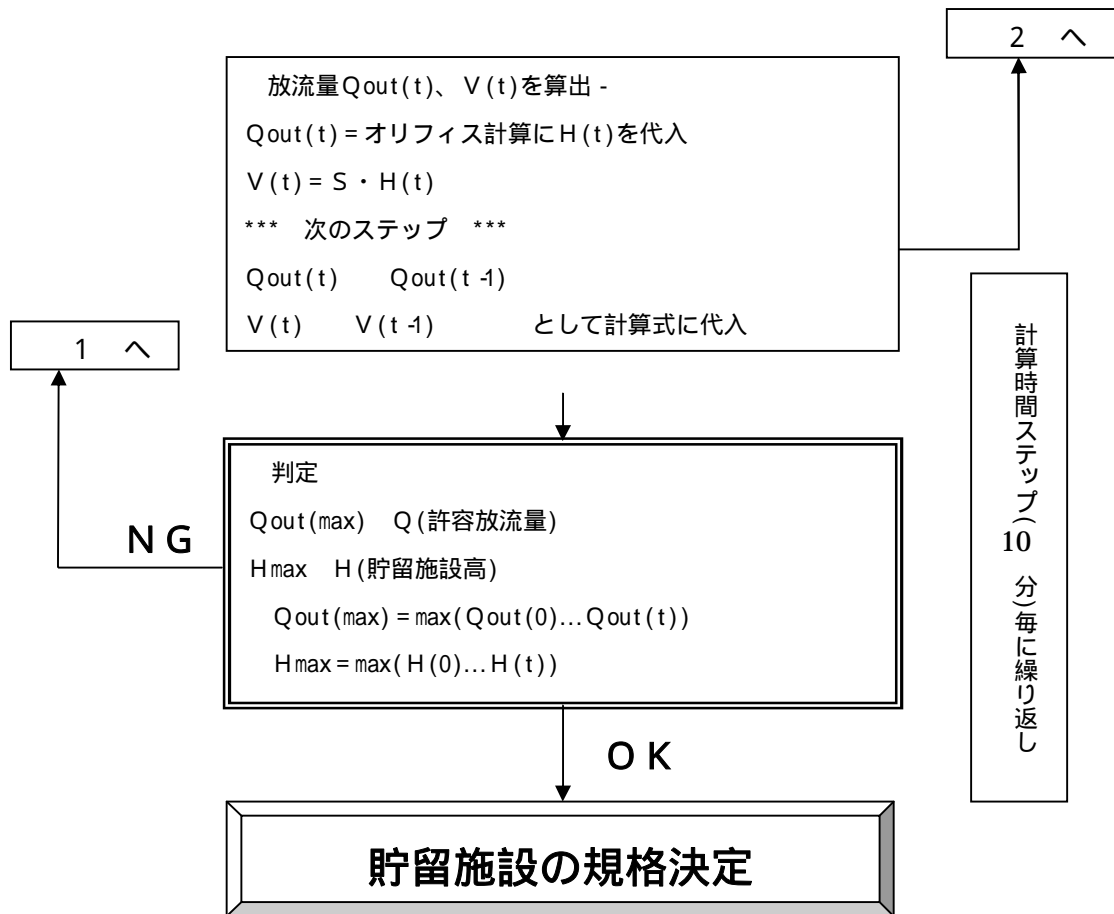 2 へ
放流量Qout(t)、V(t)を算出 -
Qout(t)=オリフィス計算にH(t)を代入
V(t)=S・H(t)
*** 次のステップ ***
Qout(t) Qout(t-1)
V(t) V(t-1) として計算式に代入
1 へ
計算時間ステップ(10 分)毎に繰り返し
判定
Qout(max) Q(許容放流量)
Hmax H(貯留施設高)
Qout(max)=max(Qout(0)…Qout(t))
Hmax=max(H(0)…H(t))
NG
OK
貯留施設の規格決定